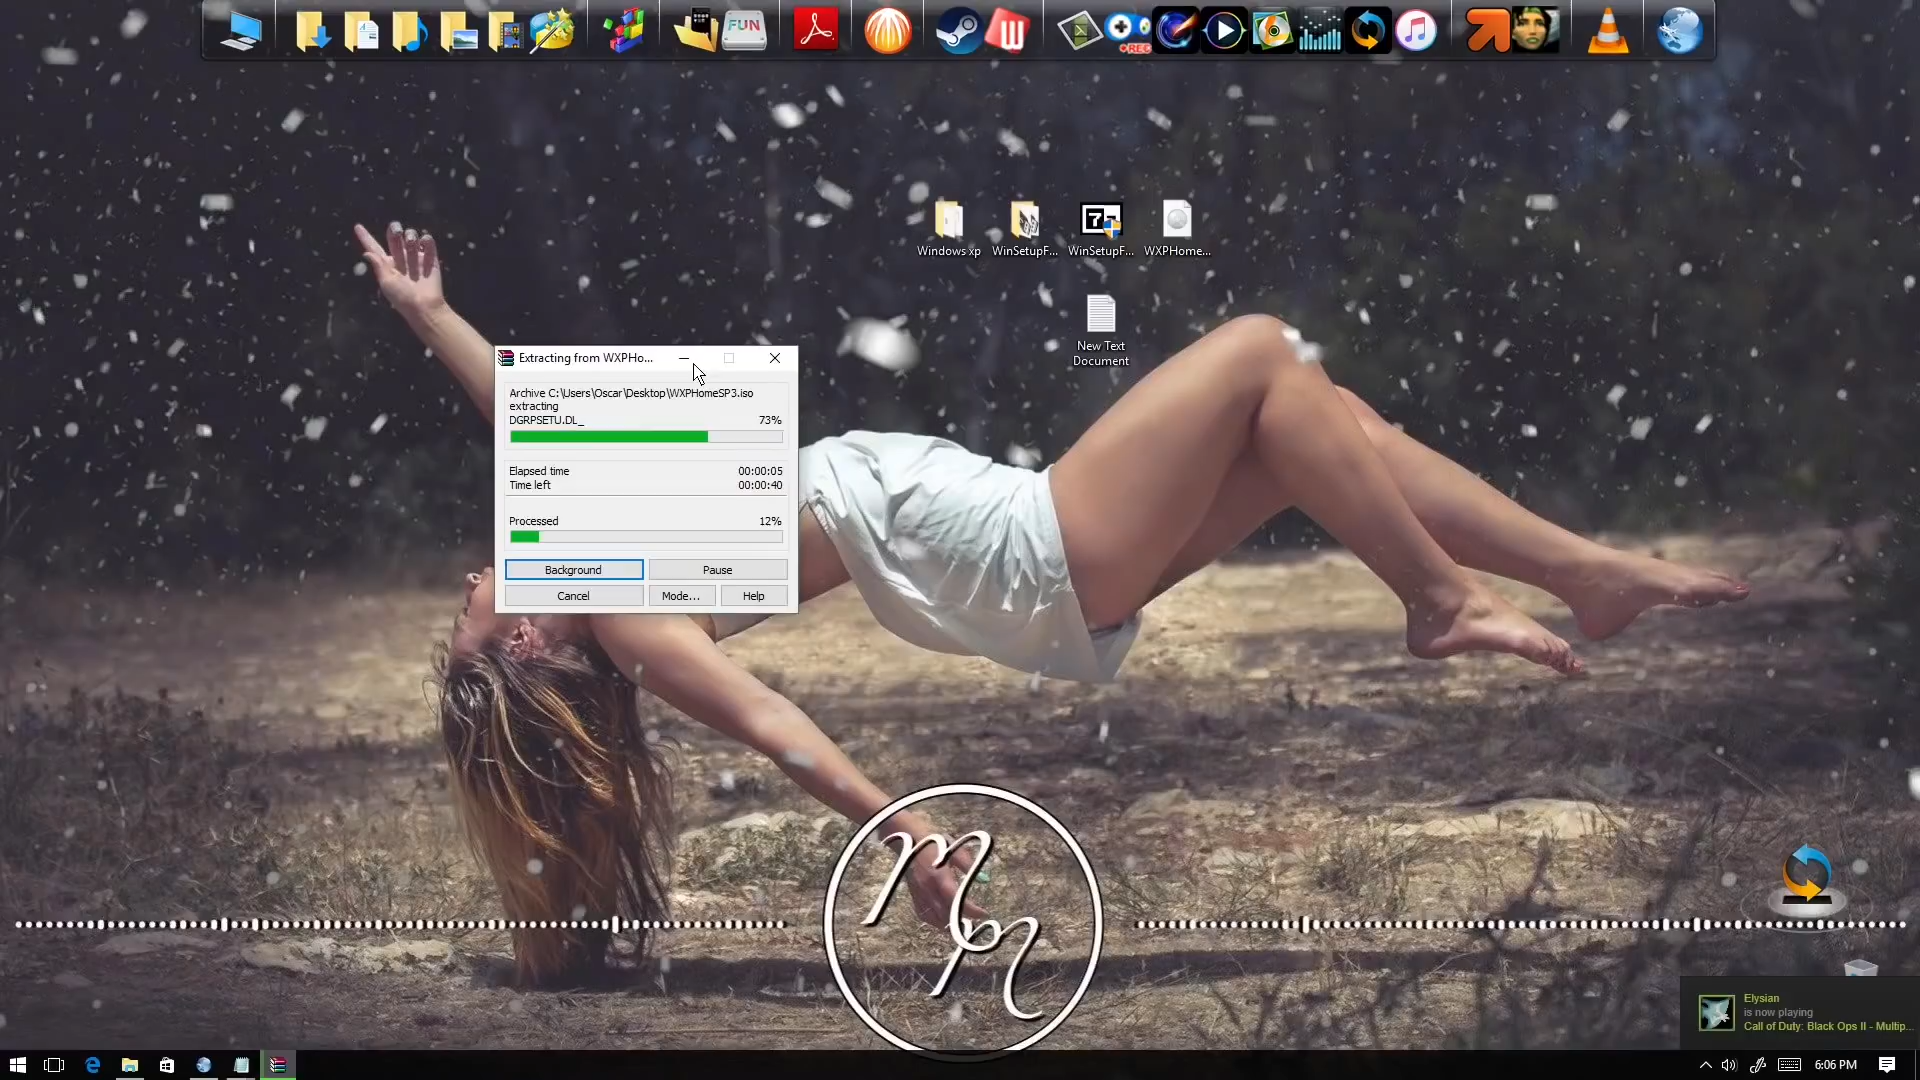 FUN
REC
Windows xp
WinSetupF...
WinSetupF...
WXPHome...
New Text
Document
Extracting from WXPHo...
Archive C:\Users\Oscar\Desktop\WXPHomeSP3.iso
extracting
DGRPSETU.DL_
73%
Elapsed time
00:00:05
Time left
00:00:40
Processed
12%
Background
Pause
Cancel
Mode...
Help
Elysian
is now playing
Call of Duty: Black Ops II - Multip...
6:06 PM